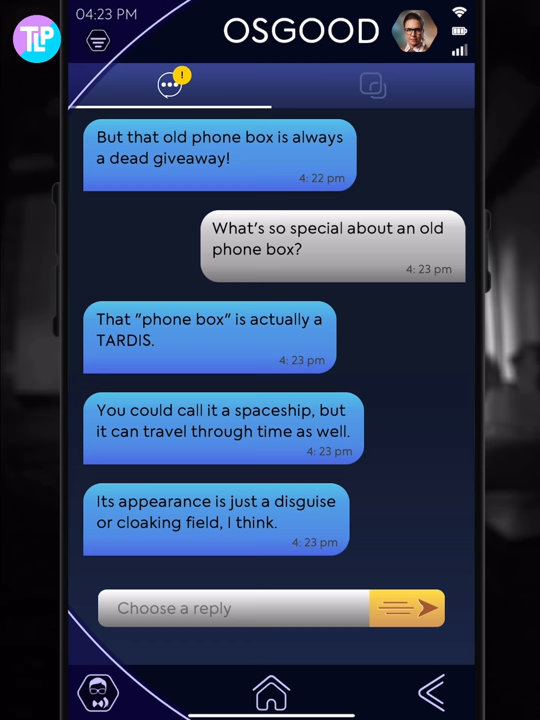 TLP
04:23 PM
OSGOOD
!
But that old phone box is always
a dead giveaway!
4: 22 pm
What's so special about an old
phone box?
4: 23 pm
That "phone box" is actually a
TARDIS.
4: 23 pm
You could call it a spaceship, but
it can travel through time as well.
4: 23 pm
Its appearance is just a disguise
or cloaking field, I think.
4: 23 pm
Choose a reply